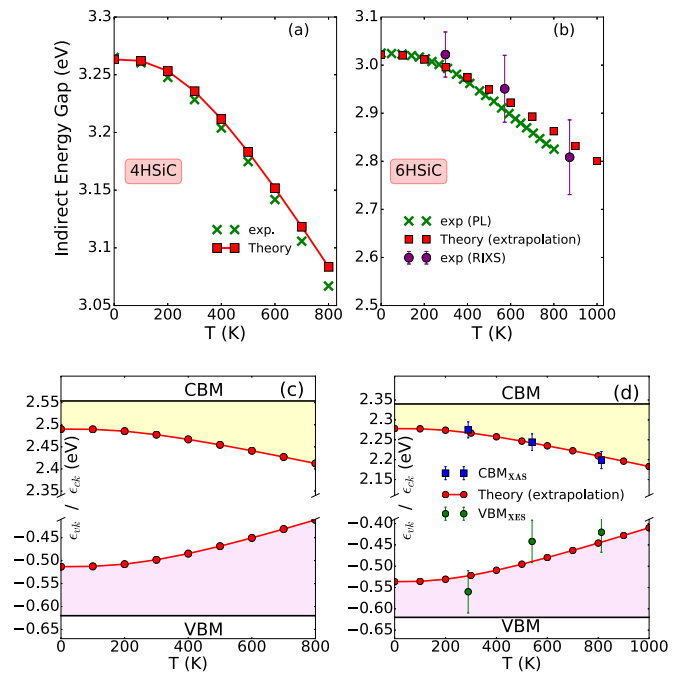 (a)
Indirect Energy Gap (eV)
3.3
3.25
3.2
3.15
3.1
3.05
4HSiC
exp.
Theory
0 200 400 600 800
T (K)
(b)
3.1
3.0
2.9
2.8
2.7
2.6
2.5
6HSiC
exp (PL)
Theory (extrapolation)
exp (RIXS)
0 200 400 600 800 1000
T (K)
(c)
CBM
2.55
2.5
2.45
2.4
2.35
ϵvk / ϵck (eV)
−0.45
−0.50
−0.55
−0.60
−0.65
VBM
0 200 400 600 800
T (K)
(d)
CBM
2.35
2.3
2.25
2.2
2.15
ϵvk / ϵck (eV)
CBMXAS
Theory (extrapolation)
VBMXES
−0.40
−0.45
−0.50
−0.55
−0.60
−0.65
VBM
0 200 400 600 800 1000
T (K)